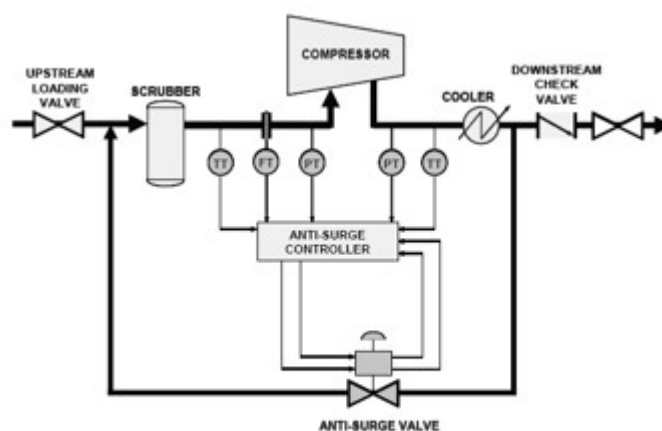 COMPRESSOR
UPSTREAM
LOADING
VALVE
SCRUBBER
COOLER
DOWNSTREAM
CHECK
VALVE
TT
FT
PT
PT
TT
ANTI-SURGE
CONTROLLER
ANTI-SURGE VALVE